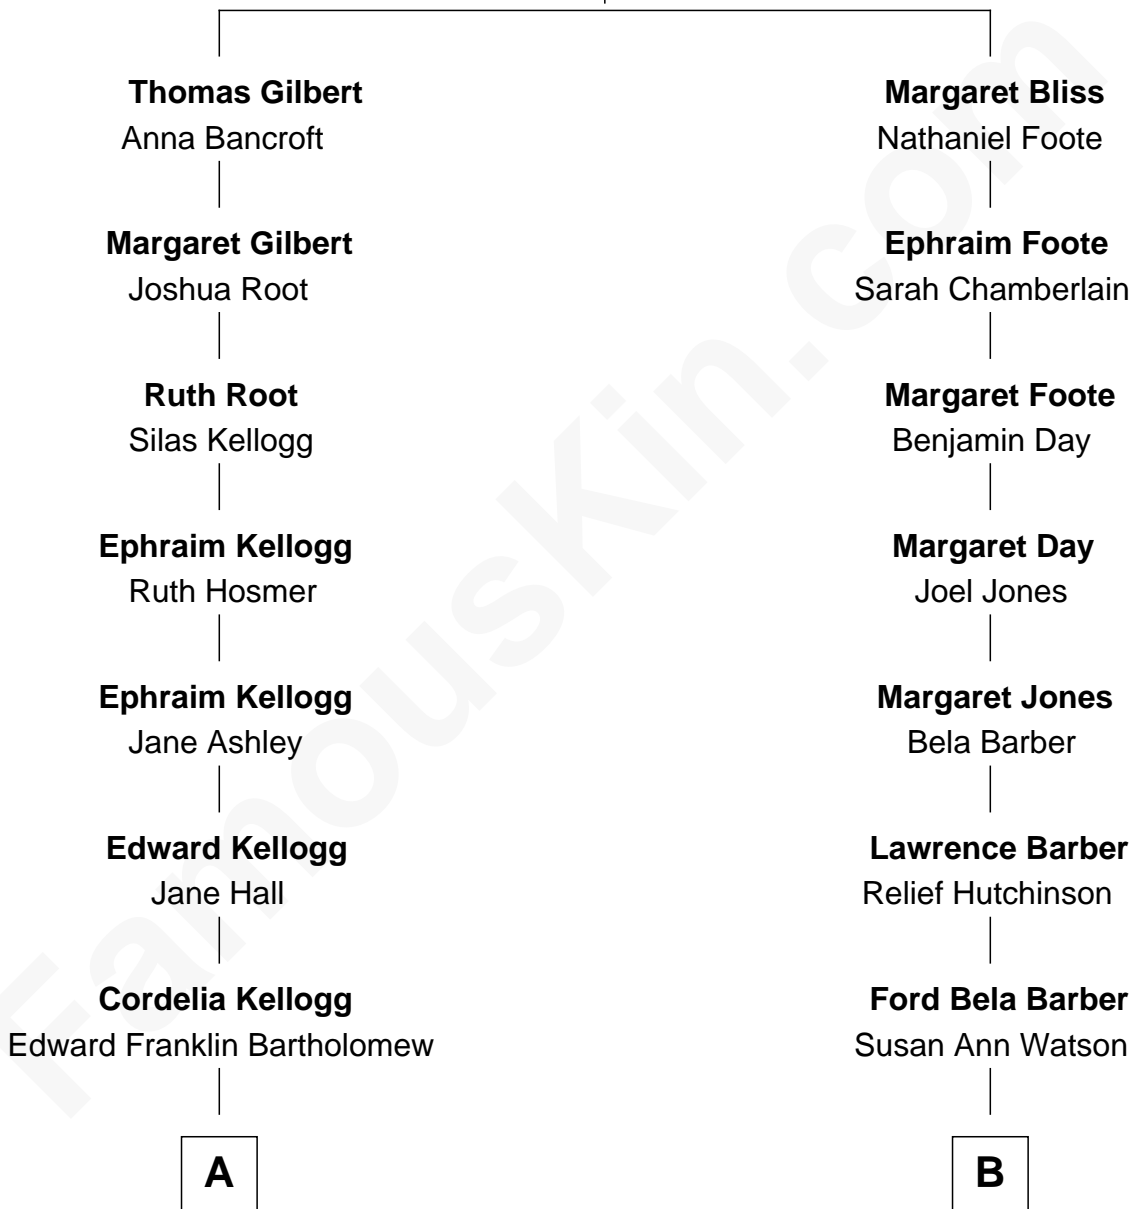 Thomas Gilbert
Anna Bancroft
Margaret Gilbert
Joshua Root
Ruth Root
Silas Kellogg
Ephraim Kellogg
Ruth Hosmer
Ephraim Kellogg
Jane Ashley
Edward Kellogg
Jane Hall
Cordelia Kellogg
Edward Franklin Bartholomew
A
Margaret Bliss
Nathaniel Foote
Ephraim Foote
Sarah Chamberlain
Margaret Foote
Benjamin Day
Margaret Day
Joel Jones
Margaret Jones
Bela Barber
Lawrence Barber
Relief Hutchinson
Ford Bela Barber
Susan Ann Watson
B
FamousKin.com